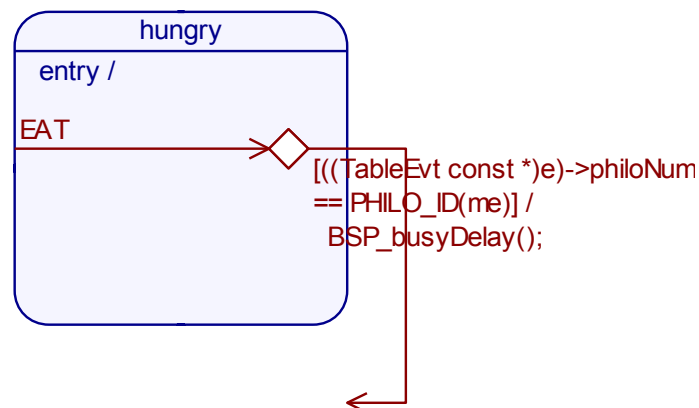 hungry
entry /
EAT
[((TableEvt const *)e)->philoNum
== PHILO_ID(me)] /
BSP_busyDelay();